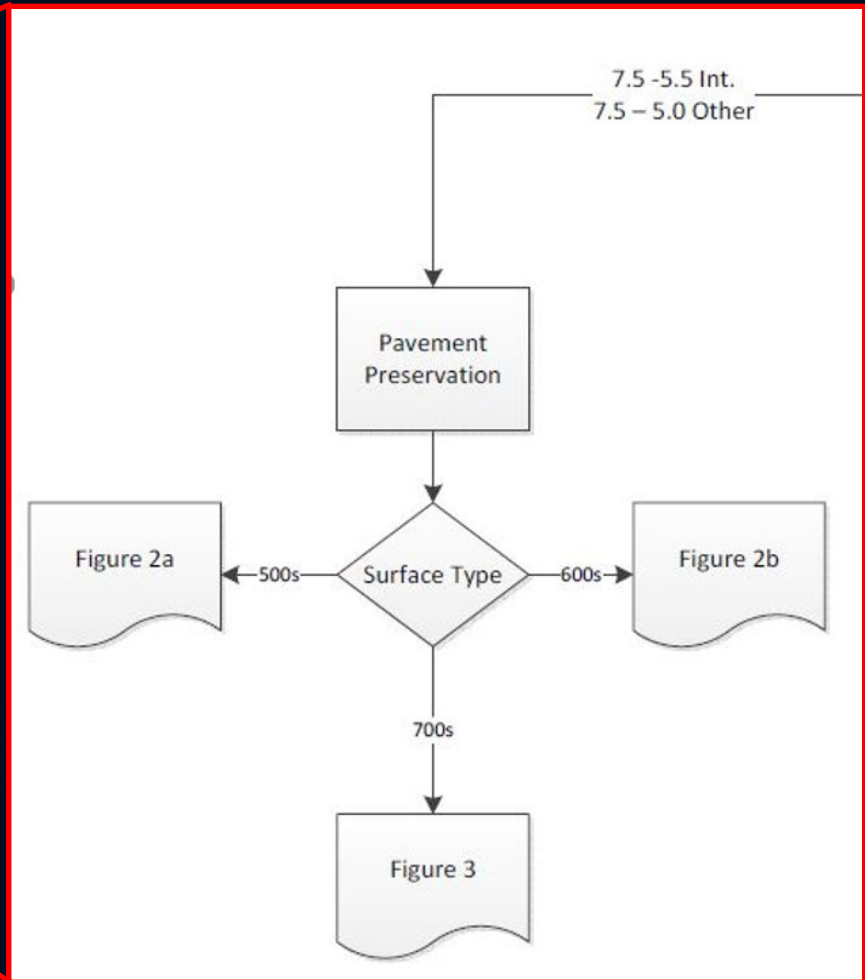 7.5 -5.5 Int.
7.5 – 5.0 Other
Pavement
Preservation
Figure 2a
500s
Surface Type
600s
Figure 2b
700s
Figure 3